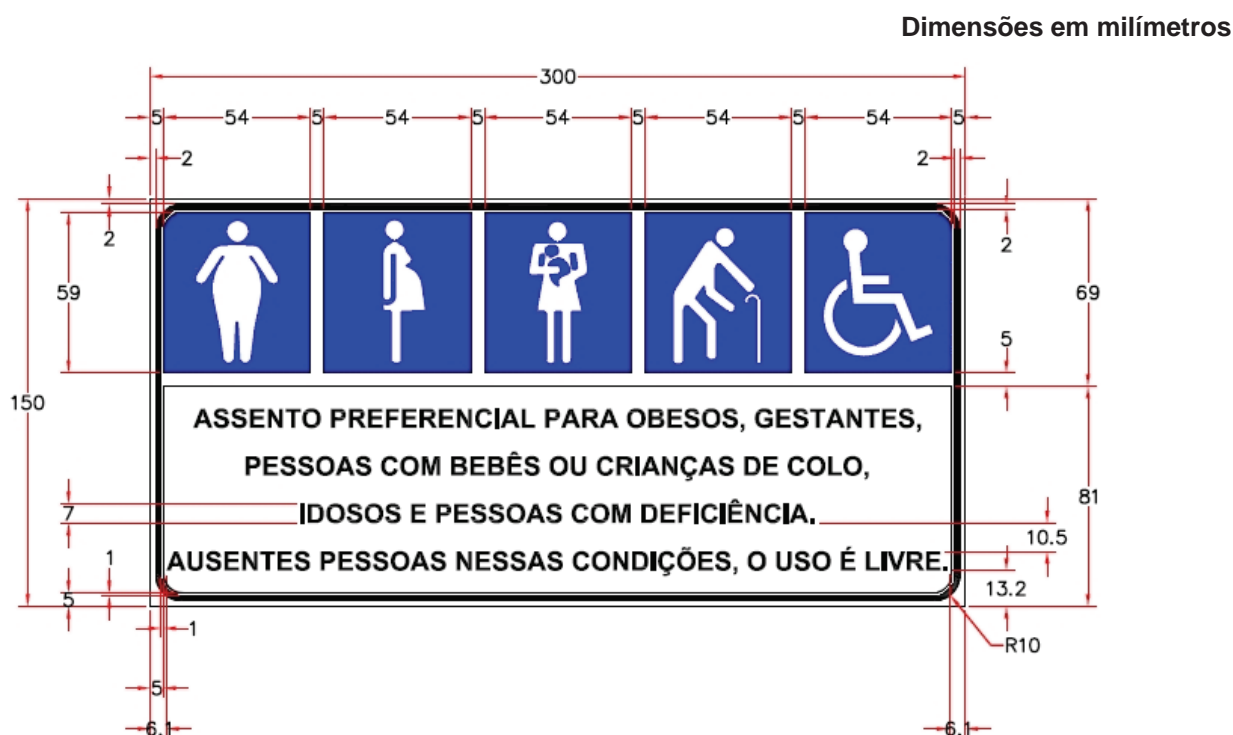 Dimensões em milímetros
300
5 54 5 54 5 54 5 54 5 54 5
2 2
2 2
59 69
5
150
ASSENTO PREFERENCIAL PARA OBESOS, GESTANTES,
PESSOAS COM BEBÊS OU CRIANÇAS DE COLO,
81
7 IDOSOS E PESSOAS COM DEFICIÊNCIA.
10.5
1 AUSENTES PESSOAS NESSAS CONDIÇÕES, O USO É LIVRE.
13.2
5
1
R10
5
6.1 6.1